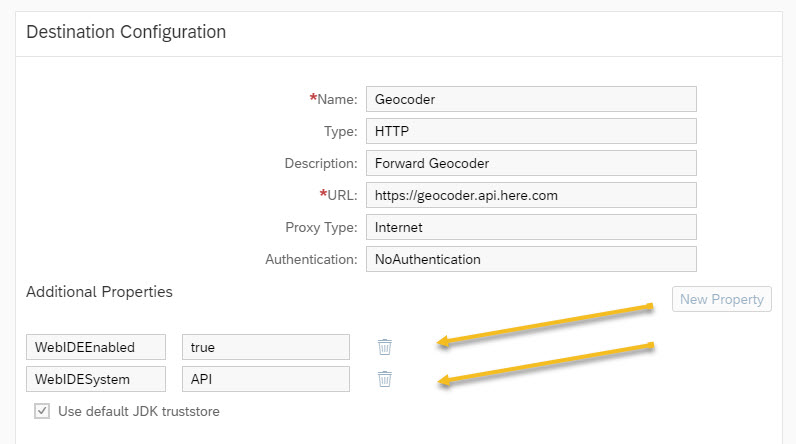 Destination Configuration
*Name: Geocoder
Type: HTTP
Description: Forward Geocoder
*URL: https://geocoder.api.here.com
Proxy Type: Internet
Authentication: NoAuthentication
Additional Properties
New Property
WebIDEEnabled true
WebIDESystem API
Use default JDK truststore